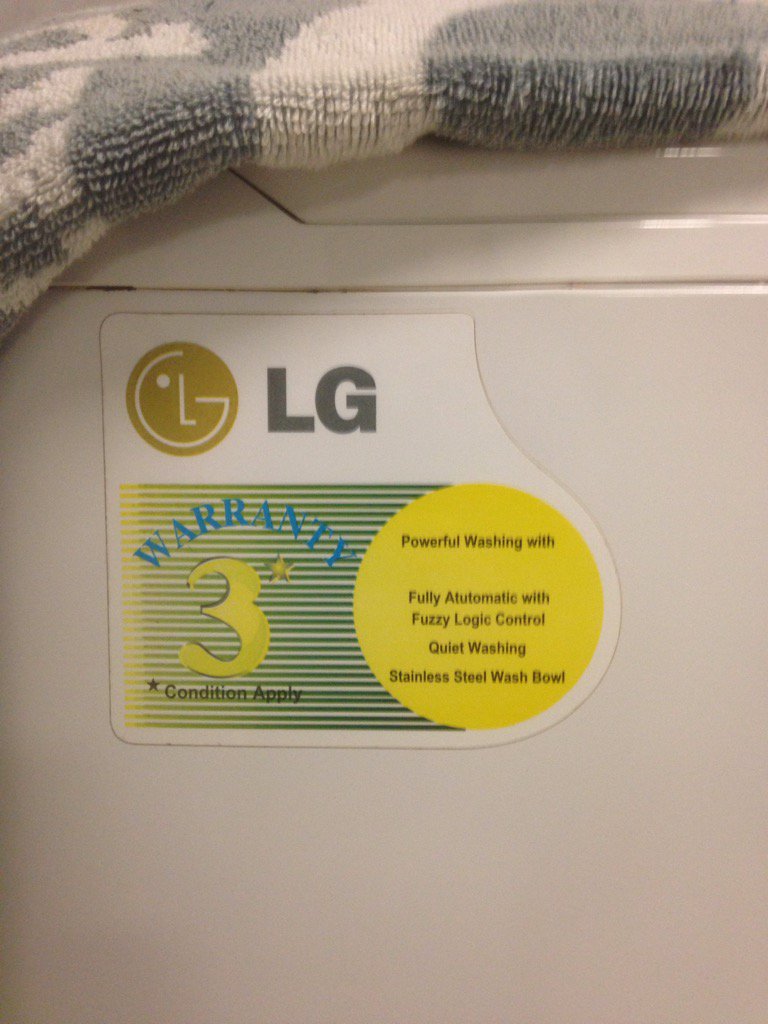 LG
WARRANTY
3*
*Condition Apply
Powerful Washing with
Fully Atutomatic with
Fuzzy Logic Control
Quiet Washing
Stainless Steel Wash Bowl